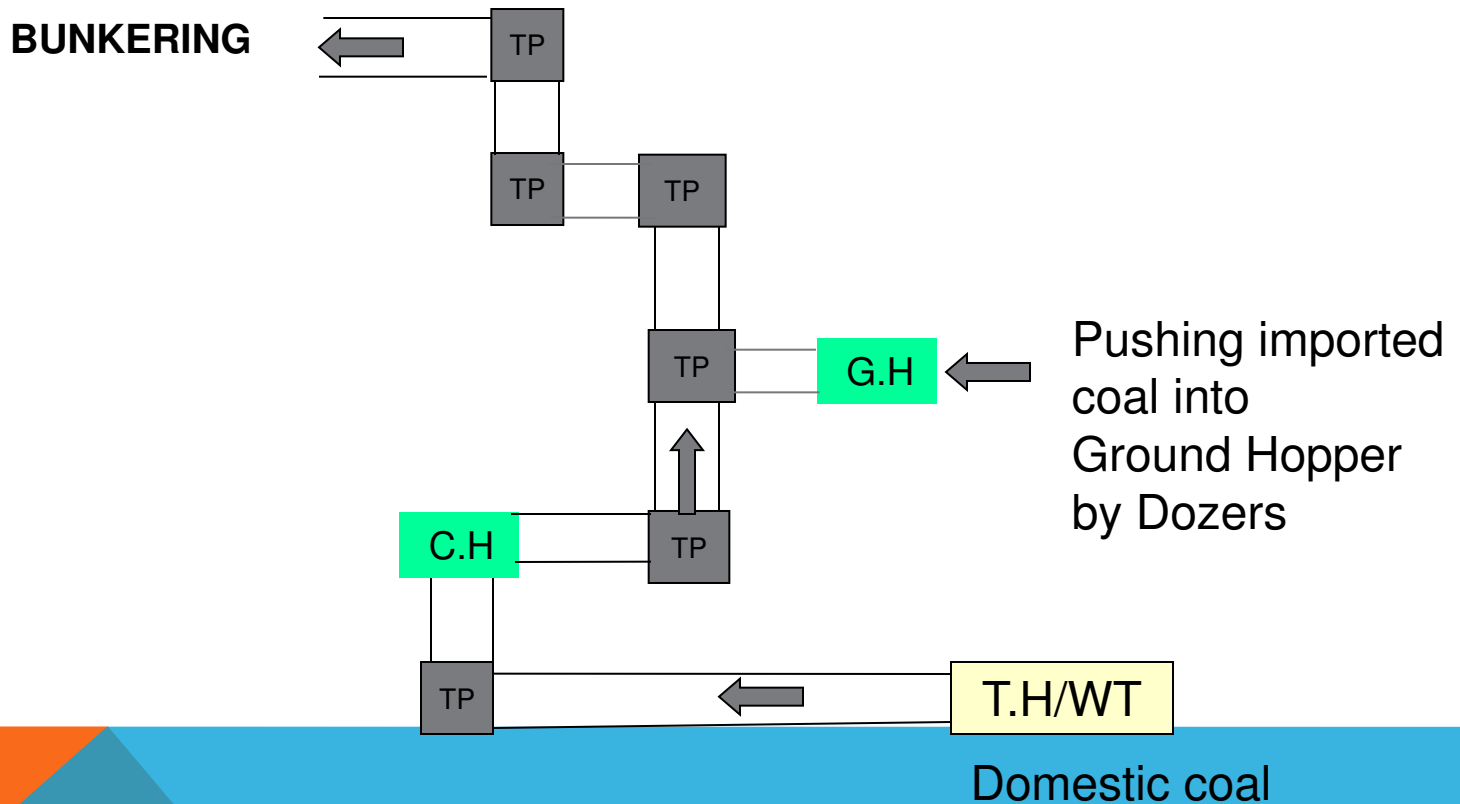 BUNKERING
TP
TP
TP
TP
G.H
Pushing imported
coal into
Ground Hopper
by Dozers
C.H
TP
TP
T.H/WT
Domestic coal